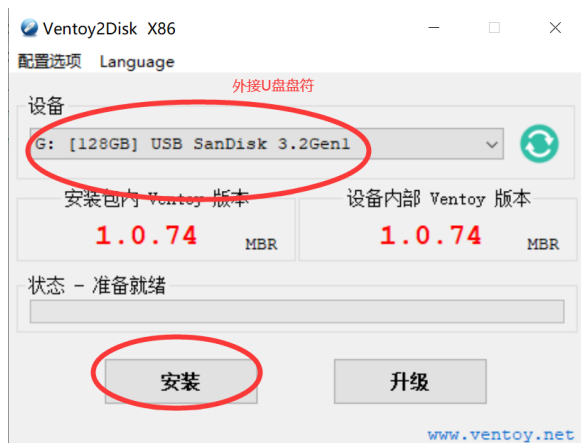 Ventoy2Disk X86
配置选项 Language
外接U盘盘符
设备
G: [128GB] USB SanDisk 3.2Gen1
安装包内 Ventoy 版本
设备内部 Ventoy 版本
1.0.74 MBR
1.0.74 MBR
状态 - 准备就绪
安装
升级
www.ventoy.net